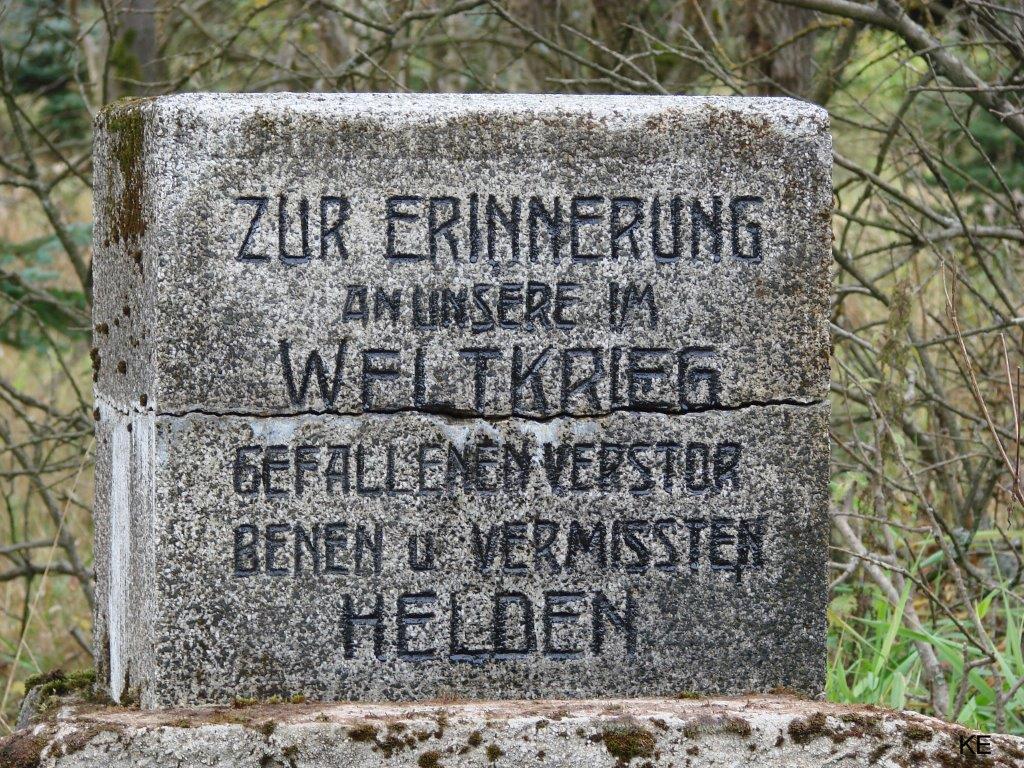 ZUR ERINNERUNG
AN UNSERE IM
WELTKRIEG
GEFALLENEN VERSTOR
BENEN U VERMISSTEN
HELDEN
KE